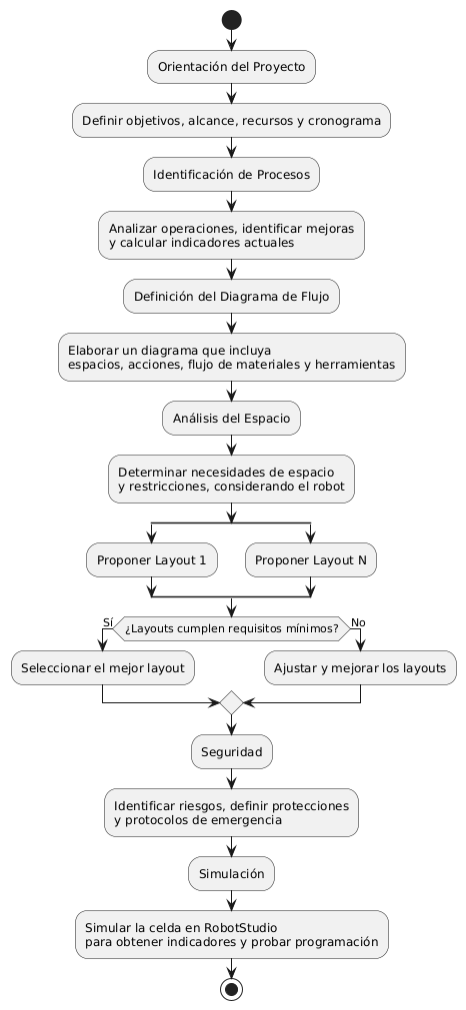 Orientación del Proyecto
Definir objetivos, alcance, recursos y cronograma
Identificación de Procesos
Analizar operaciones, identificar mejoras
y calcular indicadores actuales
Definición del Diagrama de Flujo
Elaborar un diagrama que incluya
espacios, acciones, flujo de materiales y herramientas
Análisis del Espacio
Determinar necesidades de espacio
y restricciones, considerando el robot
Proponer Layout 1
Proponer Layout N
Sí
¿Layouts cumplen requisitos mínimos?
No
Seleccionar el mejor layout
Ajustar y mejorar los layouts
Seguridad
Identificar riesgos, definir protecciones
y protocolos de emergencia
Simulación
Simular la celda en RobotStudio
para obtener indicadores y probar programación